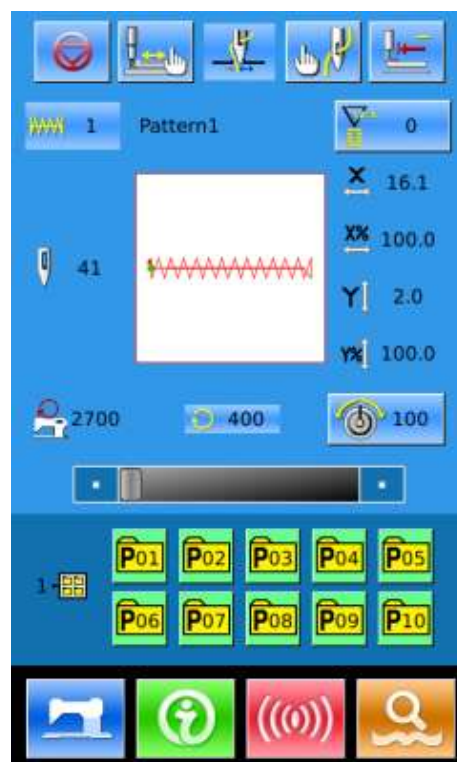 1 Pattern1 0
X 16.1
X% 100.0
41
Y 2.0
Y% 100.0
2700 400 100
1 P01 P02 P03 P04 P05
P06 P07 P08 P09 P10